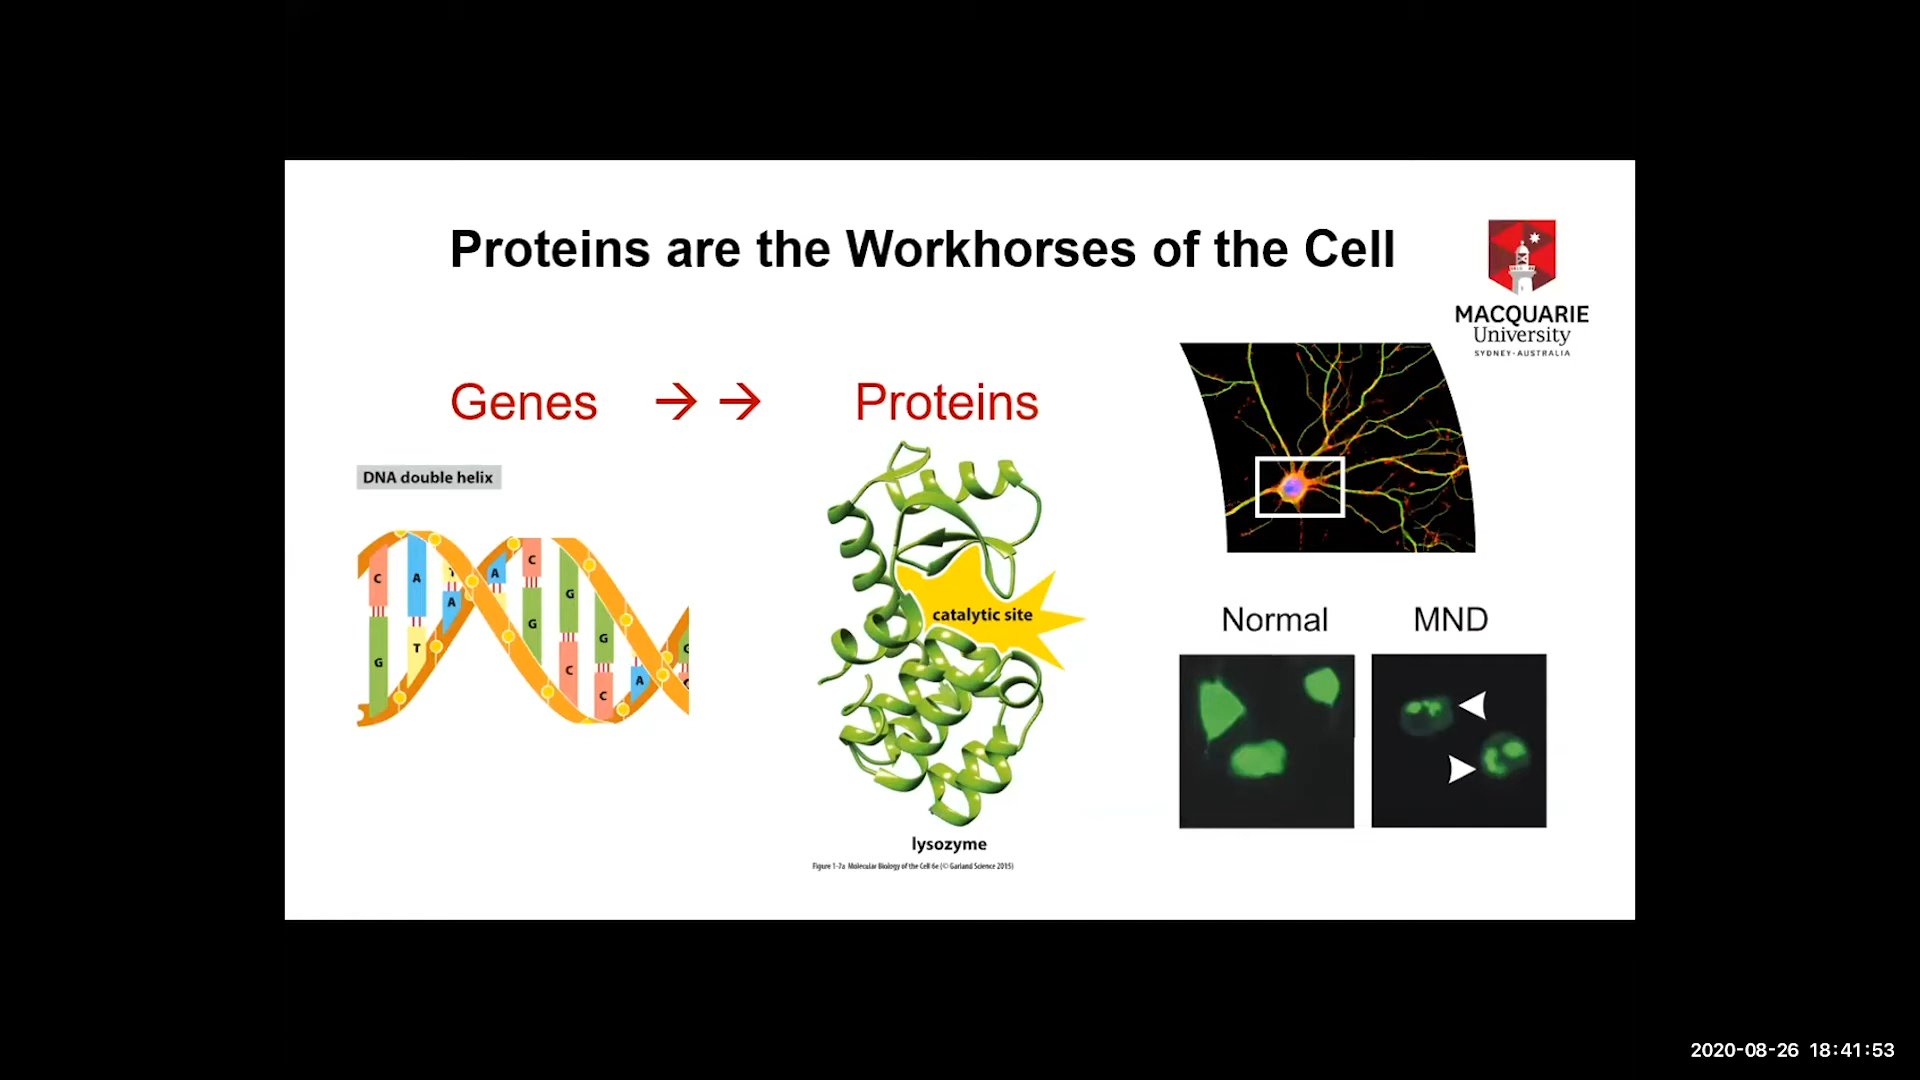 Proteins are the Workhorses of the Cell
MACQUARIE
University
SYDNEY·AUSTRALIA
Genes → → Proteins
DNA double helix
C A T A C
A G
G G
G T C A
C
catalytic site
lysozyme
Figure 1-7a Molecular Biology of the Cell 6e (© Garland Science 2015)
Normal MND
2020-08-26 18:41:53